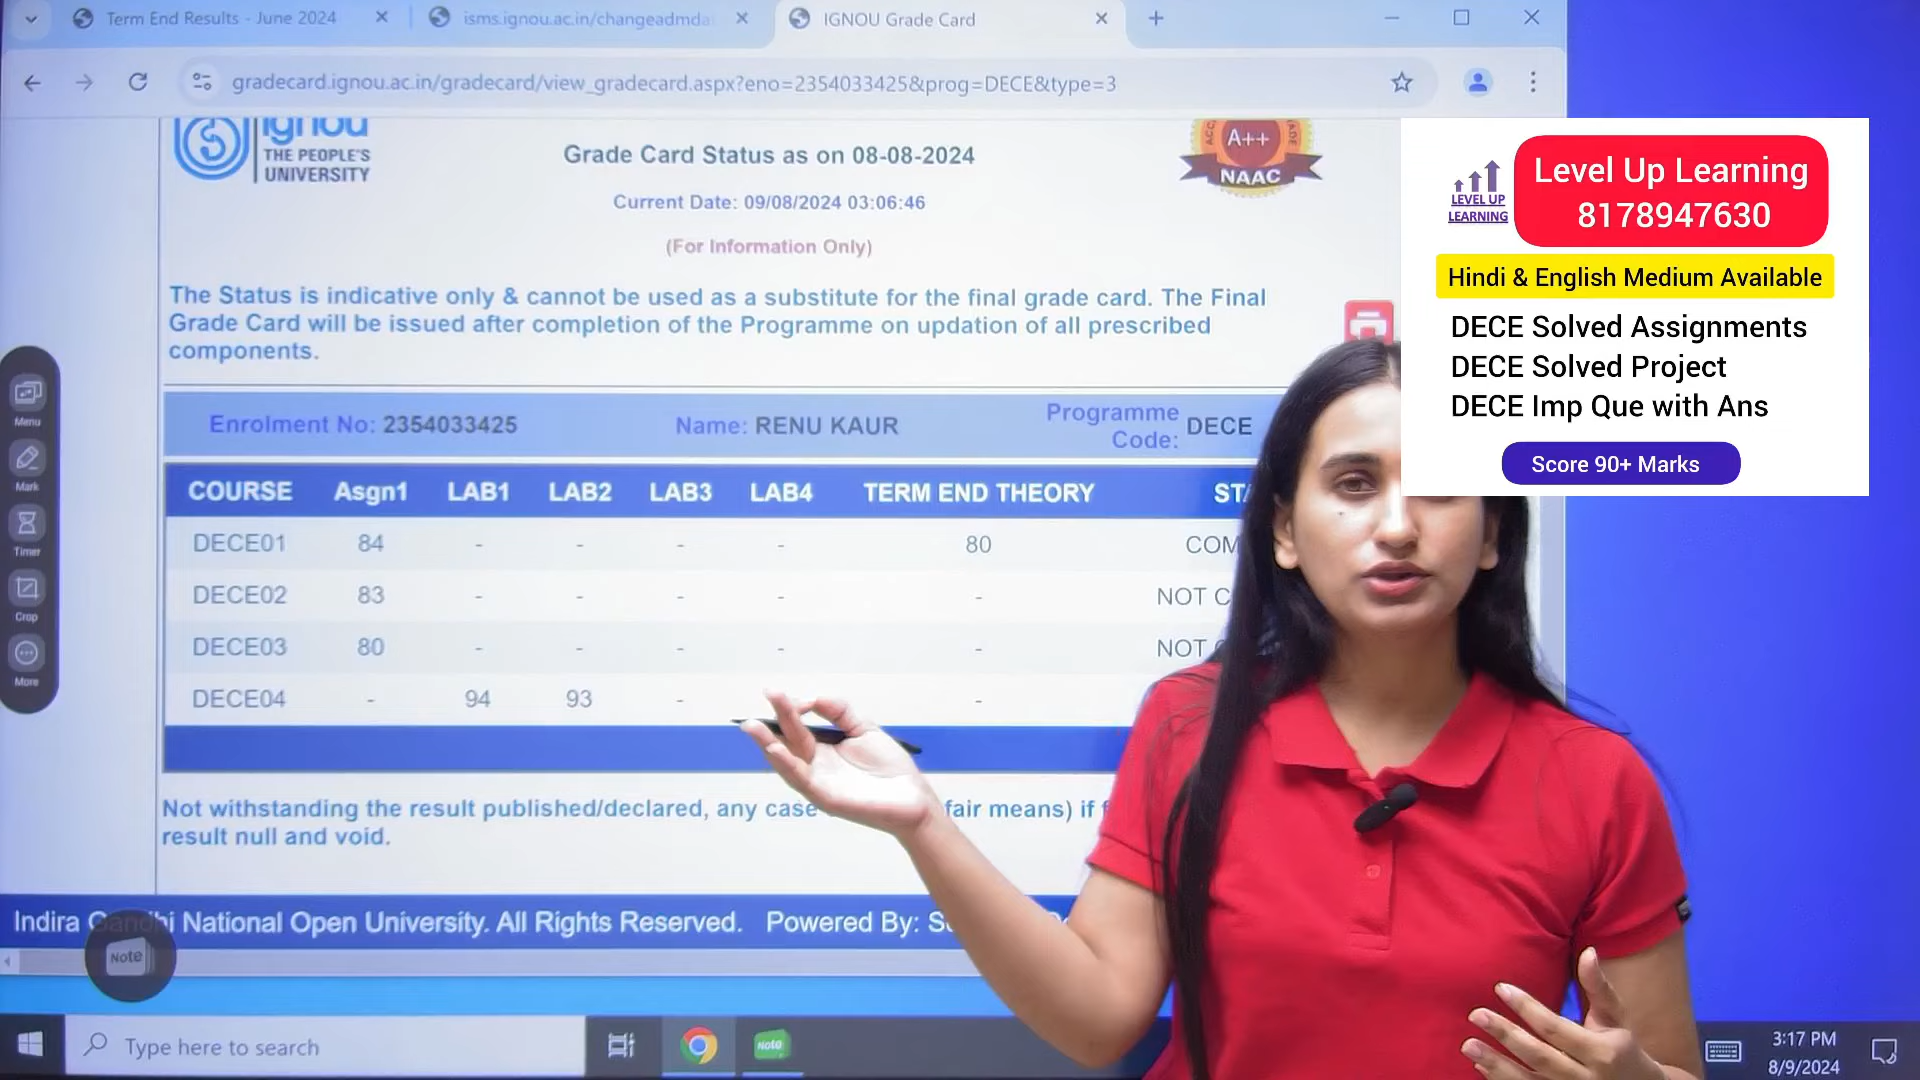 Term End Results - June 2024
isms.ignou.ac.in/changeadmda
IGNOU Grade Card
gradecard.ignou.ac.in/gradecard/view_gradecard.aspx?eno=2354033425&prog=DECE&type=3
ignou
THE PEOPLE'S
UNIVERSITY
Grade Card Status as on 08-08-2024
Current Date: 09/08/2024 03:06:46
(For Information Only)
A++
NAAC
LEVEL UP
LEARNING
Level Up Learning
8178947630
Hindi & English Medium Available
DECE Solved Assignments
DECE Solved Project
DECE Imp Que with Ans
Score 90+ Marks
The Status is indicative only & cannot be used as a substitute for the final grade card. The Final
Grade Card will be issued after completion of the Programme on updation of all prescribed
components.
Menu
Mark
Timer
Crop
More
Enrolment No: 2354033425 Name: RENU KAUR Programme Code: DECE
COURSE Asgn1 LAB1 LAB2 LAB3 LAB4 TERM END THEORY STA
DECE01 84 - - - - 80 COM
DECE02 83 - - - - - NOT C
DECE03 80 - - - - - NOT
DECE04 - 94 93 - -
Not withstanding the result published/declared, any case fair means) if f
result null and void.
Indira Gandhi National Open University. All Rights Reserved. Powered By: S
Note
Type here to search
Note
3:17 PM
8/9/2024